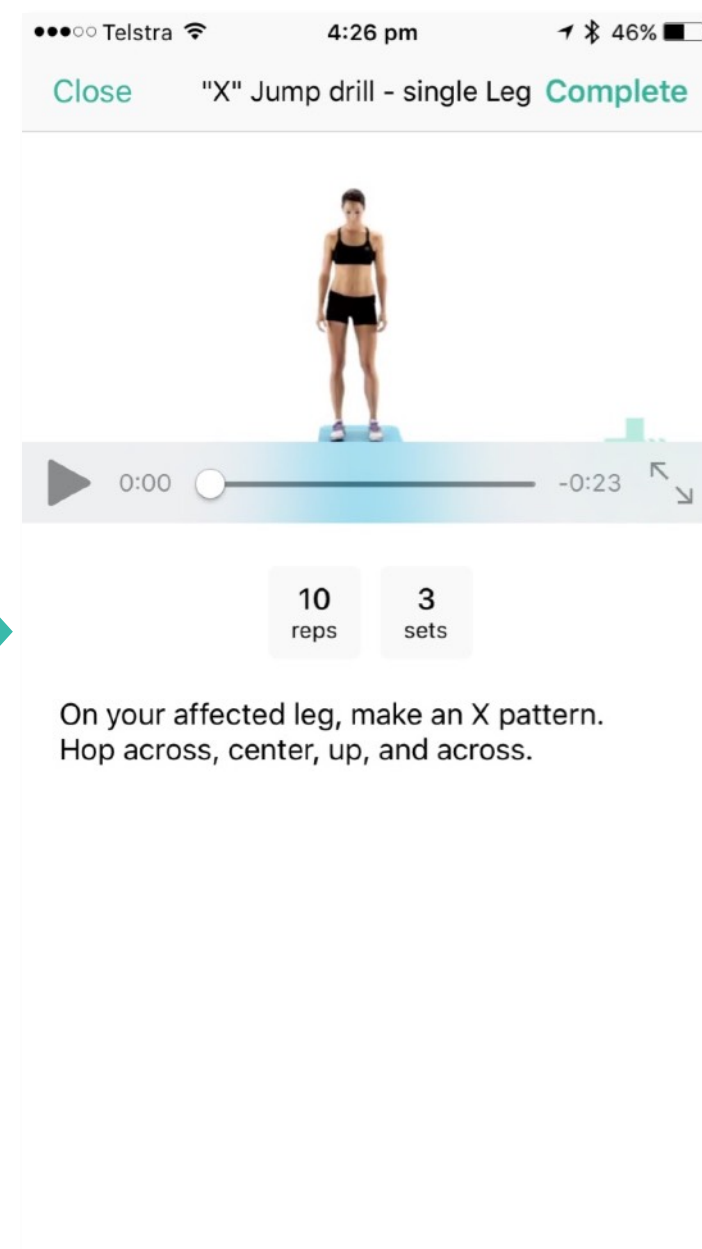 Telstra 4:26 pm 46%
Close "X" Jump drill - single Leg Complete
0:00 -0:23
10 3
reps sets
On your affected leg, make an X pattern.
Hop across, center, up, and across.